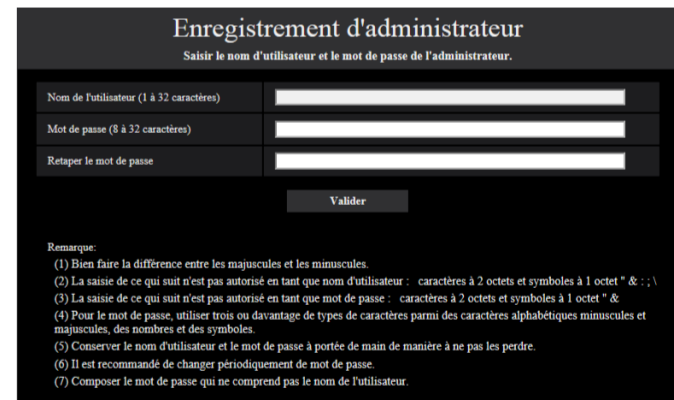 Enregistrement d'administrateur
Saisir le nom d'utilisateur et le mot de passe de l'administrateur.
Nom de l'utilisateur (1 à 32 caractères)
Mot de passe (8 à 32 caractères)
Retaper le mot de passe
Valider
Remarque:
(1) Bien faire la différence entre les majuscules et les minuscules.
(2) La saisie de ce qui suit n'est pas autorisé en tant que nom d'utilisateur : caractères à 2 octets et symboles à 1 octet " & : ; \
(3) La saisie de ce qui suit n'est pas autorisé en tant que mot de passe : caractères à 2 octets et symboles à 1 octet " &
(4) Pour le mot de passe, utiliser trois ou davantage de types de caractères parmi des caractères alphabétiques minuscules et
majuscules, des nombres et des symboles.
(5) Conserver le nom d'utilisateur et le mot de passe à portée de main de manière à ne pas les perdre.
(6) Il est recommandé de changer périodiquement de mot de passe.
(7) Composer le mot de passe qui ne comprend pas le nom de l'utilisateur.